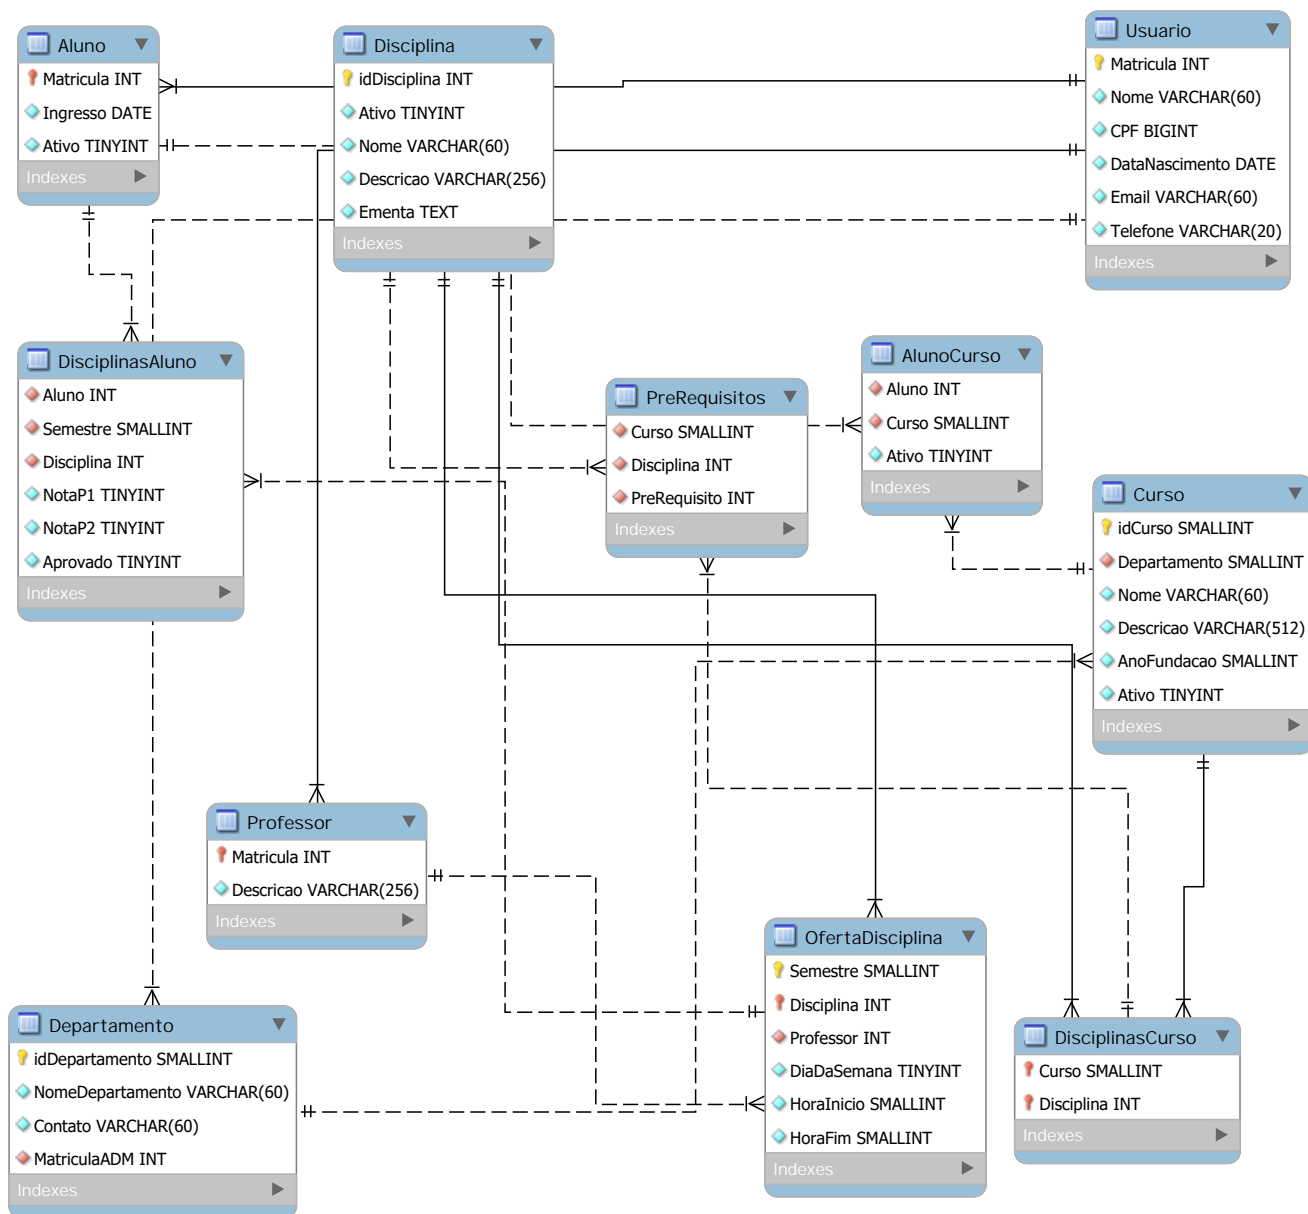 Aluno
Matricula INT
Ingresso DATE
Ativo TINYINT
Indexes
Disciplina
idDisciplina INT
Ativo TINYINT
Nome VARCHAR(60)
Descricao VARCHAR(256)
Ementa TEXT
Indexes
Usuario
Matricula INT
Nome VARCHAR(60)
CPF BIGINT
DataNascimento DATE
Email VARCHAR(60)
Telefone VARCHAR(20)
Indexes
DisciplinasAluno
Aluno INT
Semestre SMALLINT
Disciplina INT
NotaP1 TINYINT
NotaP2 TINYINT
Aprovado TINYINT
Indexes
PreRequisitos
Curso SMALLINT
Disciplina INT
PreRequisito INT
Indexes
AlunoCurso
Aluno INT
Curso SMALLINT
Ativo TINYINT
Indexes
Curso
idCurso SMALLINT
Departamento SMALLINT
Nome VARCHAR(60)
Descricao VARCHAR(512)
AnoFundacao SMALLINT
Ativo TINYINT
Indexes
Professor
Matricula INT
Descricao VARCHAR(256)
Indexes
OfertaDisciplina
Semestre SMALLINT
Disciplina INT
Professor INT
DiaDaSemana TINYINT
HoraInicio SMALLINT
HoraFim SMALLINT
Indexes
Departamento
idDepartamento SMALLINT
NomeDepartamento VARCHAR(60)
Contato VARCHAR(60)
MatriculaADM INT
Indexes
DisciplinasCurso
Curso SMALLINT
Disciplina INT
Indexes